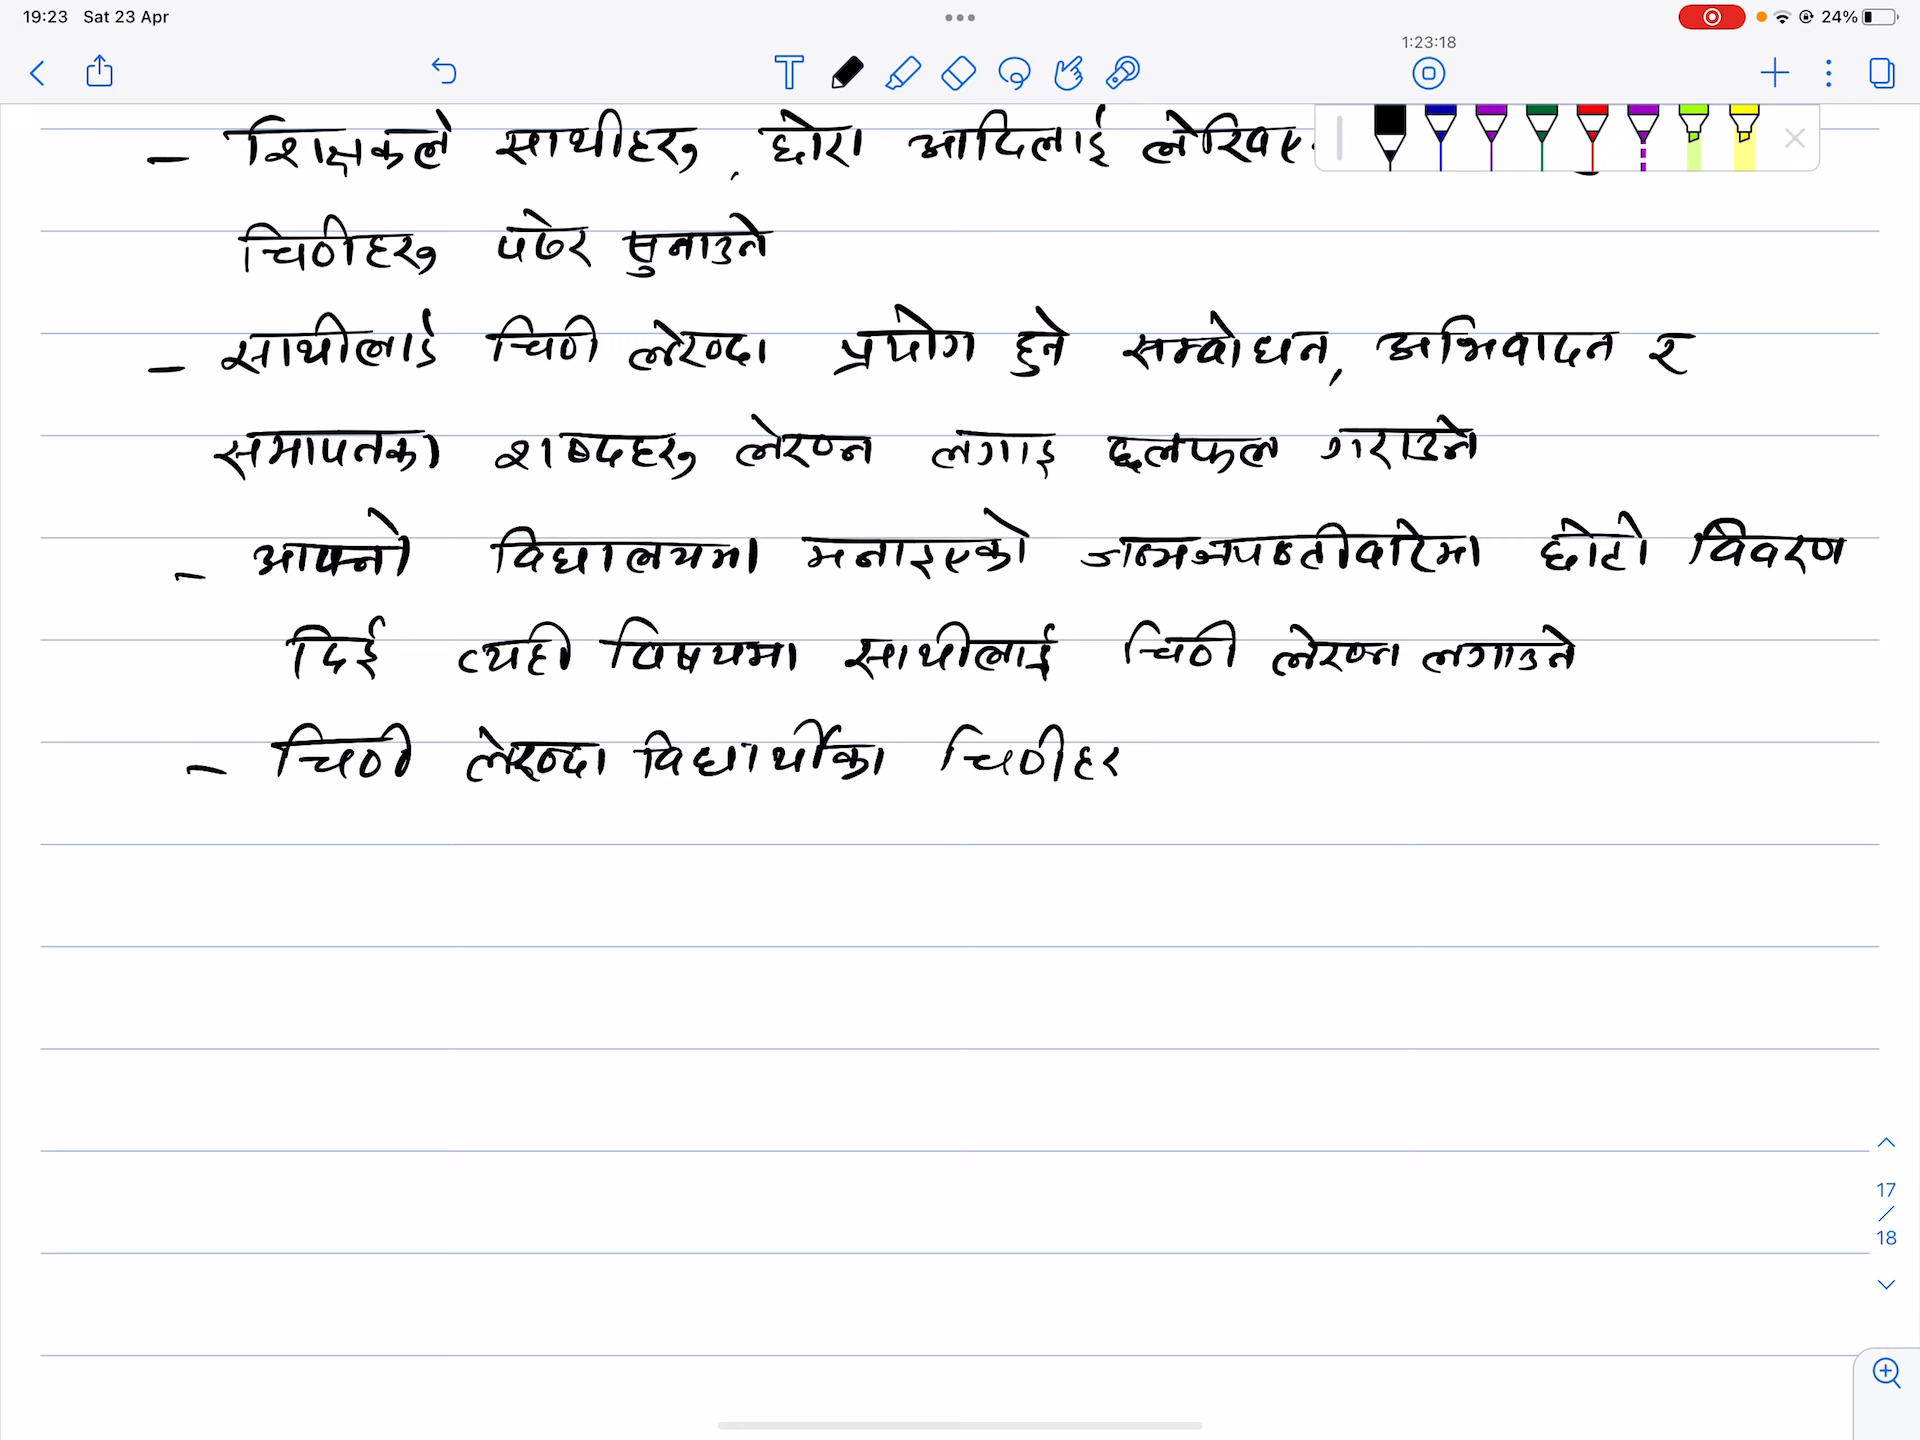 19:23 Sat 23 Apr
24%
1:23:18
- शिक्षकले साथीहरू, छोरा आदिलाई
चिठीहरू पढेर सुनाउने
- साथीलाई चिठी लेख्दा प्रयोग हुने सम्बोधन, अभिवादन र
समापनका शब्दहरू लेख्न लगाइ छलफल गराउने
- आफ्नो विद्यालयमा मनाइएको छोटो विवरण
दिई त्यही विषयमा साथीलाई चिठी लेख्न लगाउने
- चिठी लेख्दा विद्यार्थीका चिठीहर
17
/
18